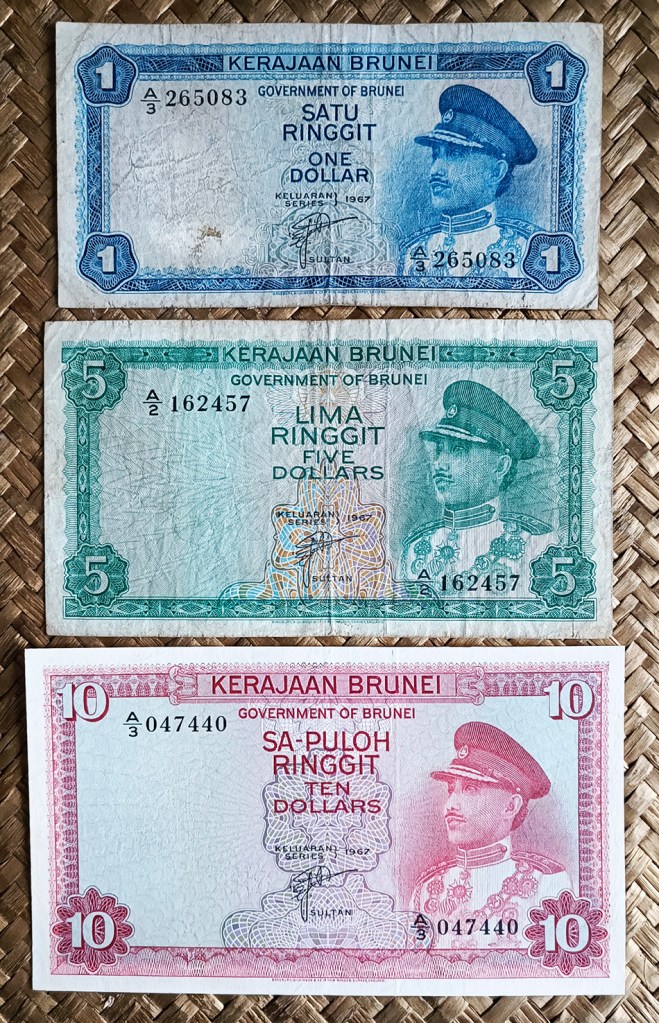 1 KERAJAAN BRUNEI 1
A/3 265083
GOVERNMENT OF BRUNEI
SATU
RINGGIT
ONE
DOLLAR
KELUARAN
SERIES } 1967
SULTAN
A/3 265083
1 1
5 KERAJAAN BRUNEI 5
GOVERNMENT OF BRUNEI
A/2 162457
LIMA
RINGGIT
FIVE
DOLLARS
KELUARAN
SERIES } 1967
SULTAN
A/2 162457
5 5
10 KERAJAAN BRUNEI 10
GOVERNMENT OF BRUNEI
A/3 047440
SA-PULOH
RINGGIT
TEN
DOLLARS
KELUARAN
SERIES } 1967
SULTAN
A/3 047440
10 10